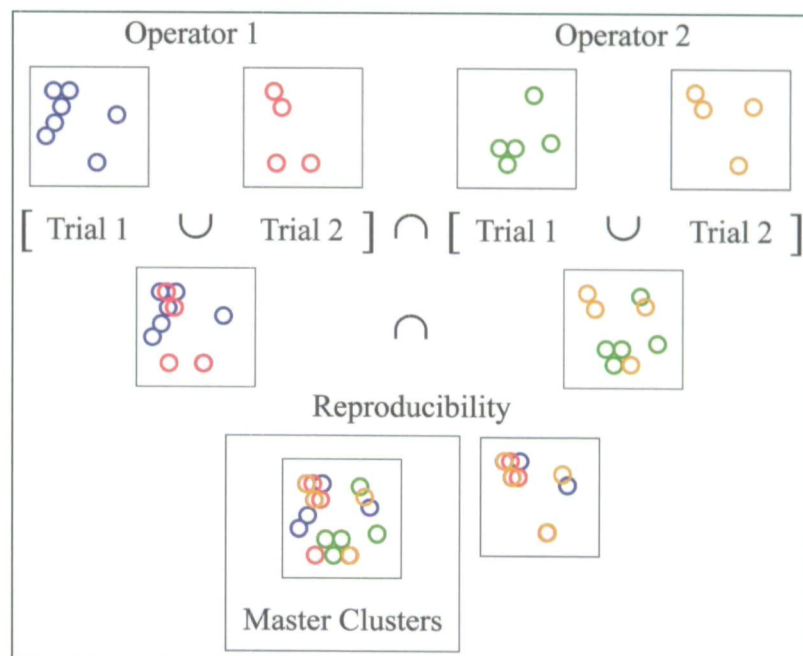 Operator 1 Operator 2
[ Trial 1 ∪ Trial 2 ] ∩ [ Trial 1 ∪ Trial 2 ]
∩
Reproducibility
Master Clusters